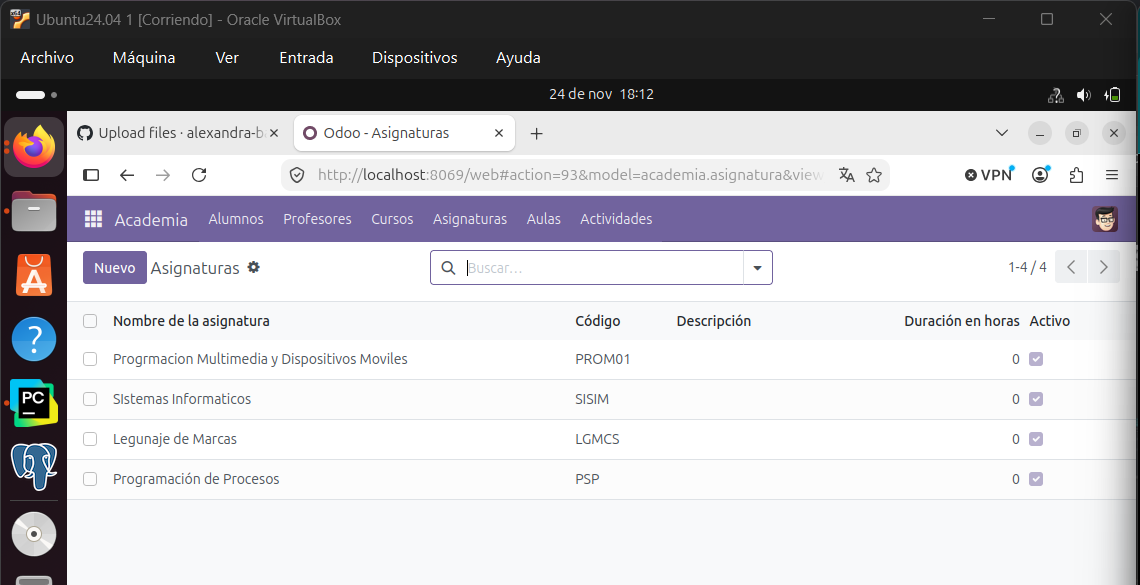 Ubuntu24.04 1 [Corriendo] - Oracle VirtualBox
Archivo Máquina Ver Entrada Dispositivos Ayuda
24 de nov 18:12
Upload files · alexandra-b
Odoo - Asignaturas
http://localhost:8069/web#action=93&model=academia.asignatura&view
VPN
Academia Alumnos Profesores Cursos Asignaturas Aulas Actividades
Nuevo Asignaturas Buscar... 1-4 / 4
Nombre de la asignatura Código Descripción Duración en horas Activo
Progrmacion Multimedia y Dispositivos Moviles PROM01 0
SIstemas Informaticos SISIM 0
Legunaje de Marcas LGMCS 0
Programación de Procesos PSP 0
PC